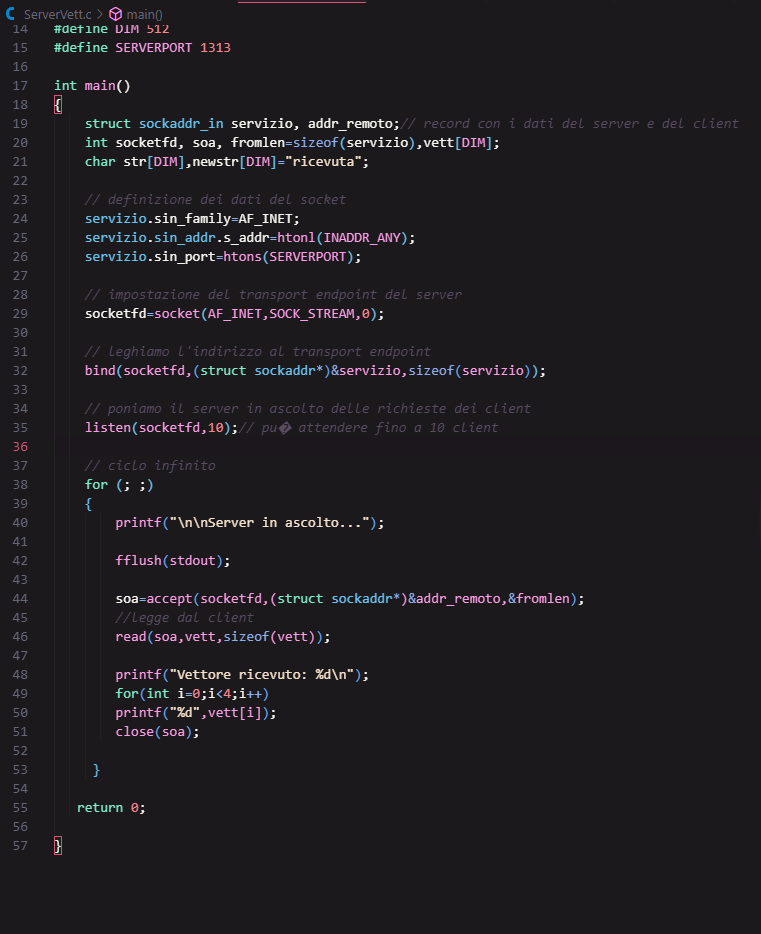 ServerVett.c > main()
14 #define DIM 512
15 #define SERVERPORT 1313
16
17 int main()
18 {
19 struct sockaddr_in servizio, addr_remoto;// record con i dati del server e del client
20 int socketfd, soa, fromlen=sizeof(servizio),vett[DIM];
21 char str[DIM],newstr[DIM]="ricevuta";
22
23 // definizione dei dati del socket
24 servizio.sin_family=AF_INET;
25 servizio.sin_addr.s_addr=htonl(INADDR_ANY);
26 servizio.sin_port=htons(SERVERPORT);
27
28 // impostazione del transport endpoint del server
29 socketfd=socket(AF_INET,SOCK_STREAM,0);
30
31 // leghiamo l'indirizzo al transport endpoint
32 bind(socketfd,(struct sockaddr*)&servizio,sizeof(servizio));
33
34 // poniamo il server in ascolto delle richieste dei client
35 listen(socketfd,10);// pu� attendere fino a 10 client
36
37 // ciclo infinito
38 for (; ;)
39 {
40 printf("\n\nServer in ascolto...");
41
42 fflush(stdout);
43
44 soa=accept(socketfd,(struct sockaddr*)&addr_remoto,&fromlen);
45 //legge dal client
46 read(soa,vett,sizeof(vett));
47
48 printf("Vettore ricevuto: %d\n");
49 for(int i=0;i<4;i++)
50 printf("%d",vett[i]);
51 close(soa);
52
53 }
54
55 return 0;
56
57 }